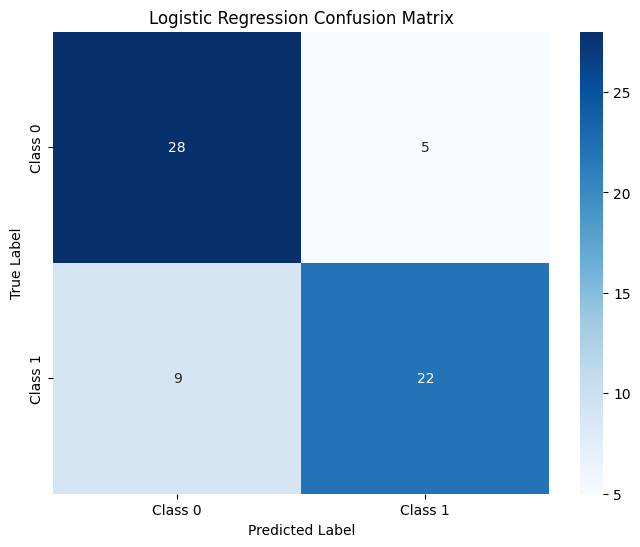 Logistic Regression Confusion Matrix
True Label
Class 0
28
5
Class 1
9
22
Class 0
Class 1
Predicted Label
25
20
15
10
5